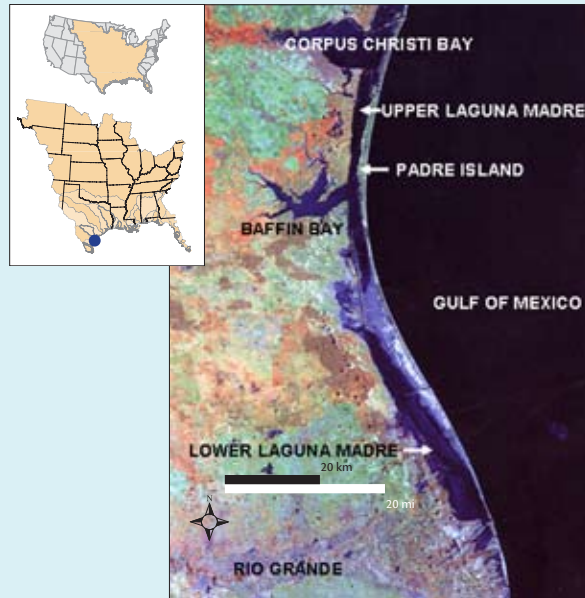 CORPUS CHRISTI BAY
UPPER LAGUNA MADRE
PADRE ISLAND
BAFFIN BAY
GULF OF MEXICO
LOWER LAGUNA MADRE
20 km
20 mi
N
RIO GRANDE